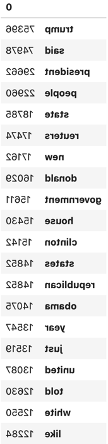 0
trump 75396
said 74978
president 29662
people 22960
state 18785
reuters 17474
new 17162
donald 16029
government 15611
house 15430
clinton 15142
states 14852
republican 14852
obama 14075
year 13547
just 13519
united 13087
told 12630
white 12550
like 12284